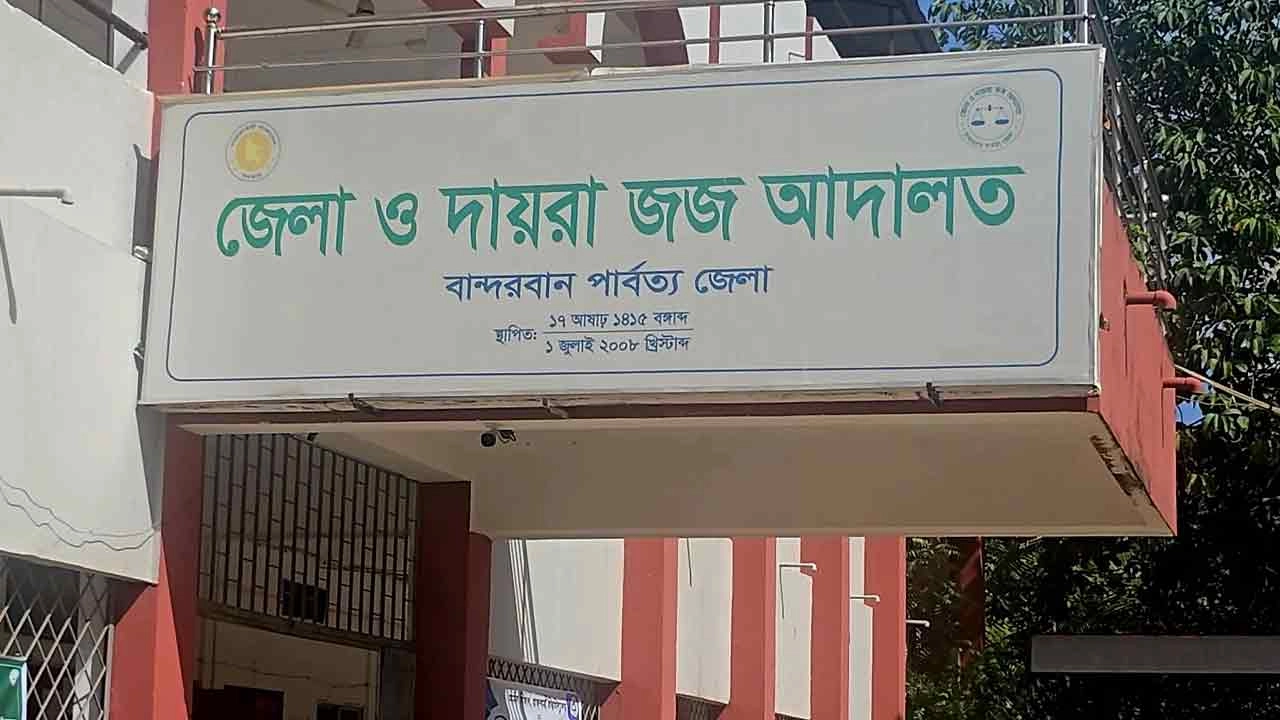 জেলা ও দায়রা জজ আদালত
বান্দরবান পার্বত্য জেলা
স্থাপিত:
১৭ আষাঢ় ১৪১৫ বঙ্গাব্দ
১ জুলাই ২০০৮ খ্রিস্টাব্দ